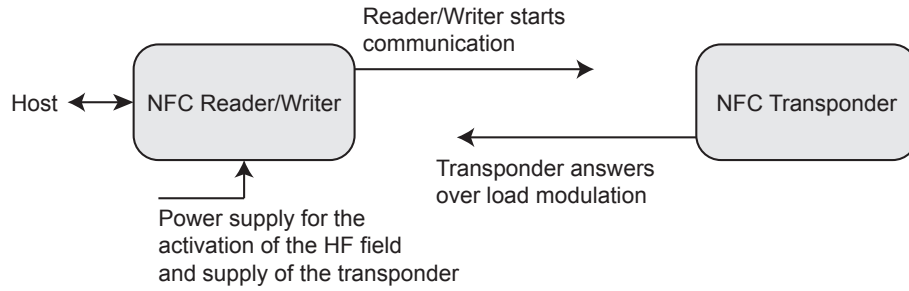 Reader/Writer starts
communication
Host
NFC Reader/Writer
NFC Transponder
Transponder answers
over load modulation
Power supply for the
activation of the HF field
and supply of the transponder